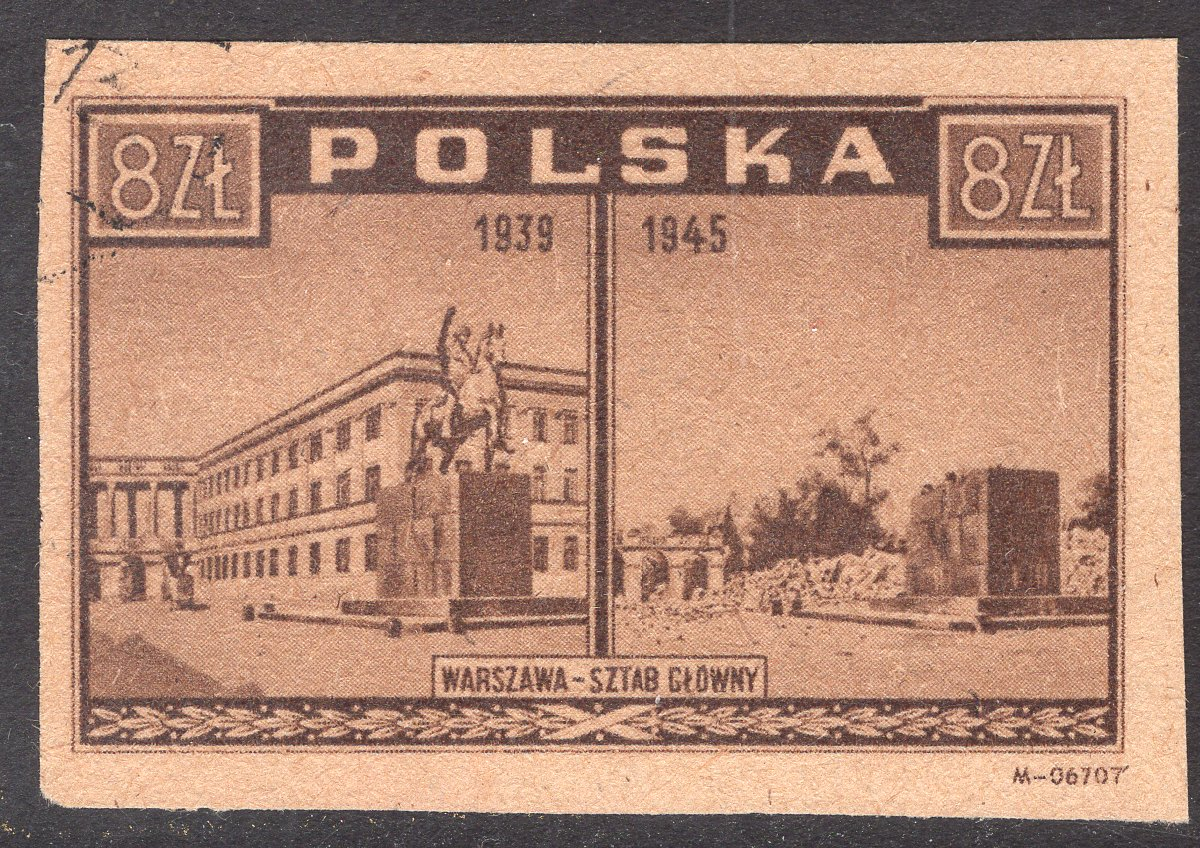 8 ZŁ POLSKA 8 ZŁ
1939 1945
WARSZAWA - SZTAB GŁÓWNY
M-06707